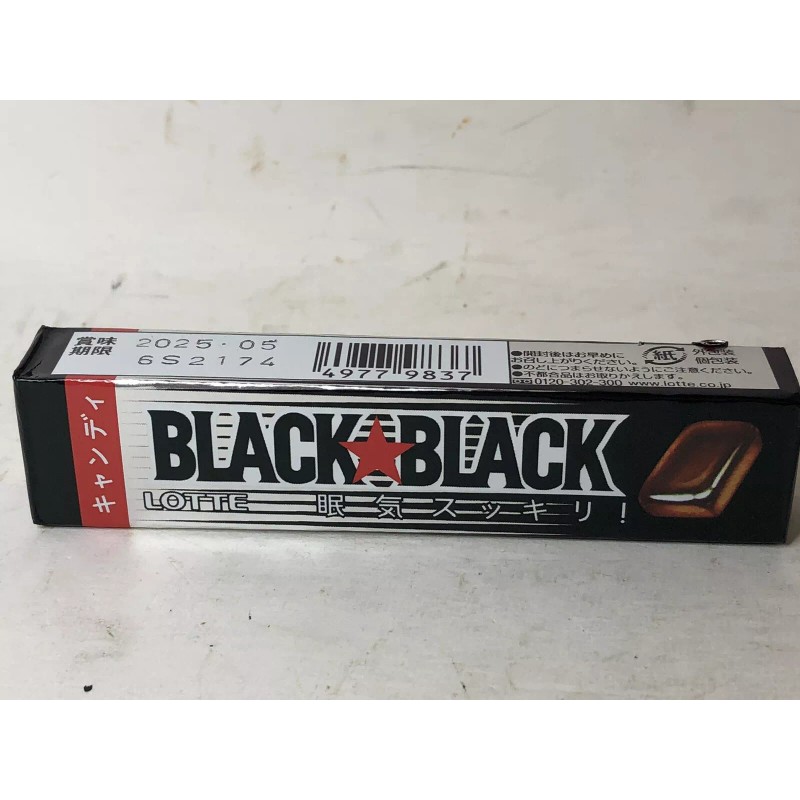 賞味
期限
2025.05
6S2174
4977 9837
●開封後はお早めに
お召し上がりください。
●のどにつまらせないようにご注意ください。
●不都合品はお取りかえします。
0120-302-300 www.lotte.co.jp
紙
外包装
個包装
キャンディ
BLACK★BLACK
LOTTE 眠気スッキリ!